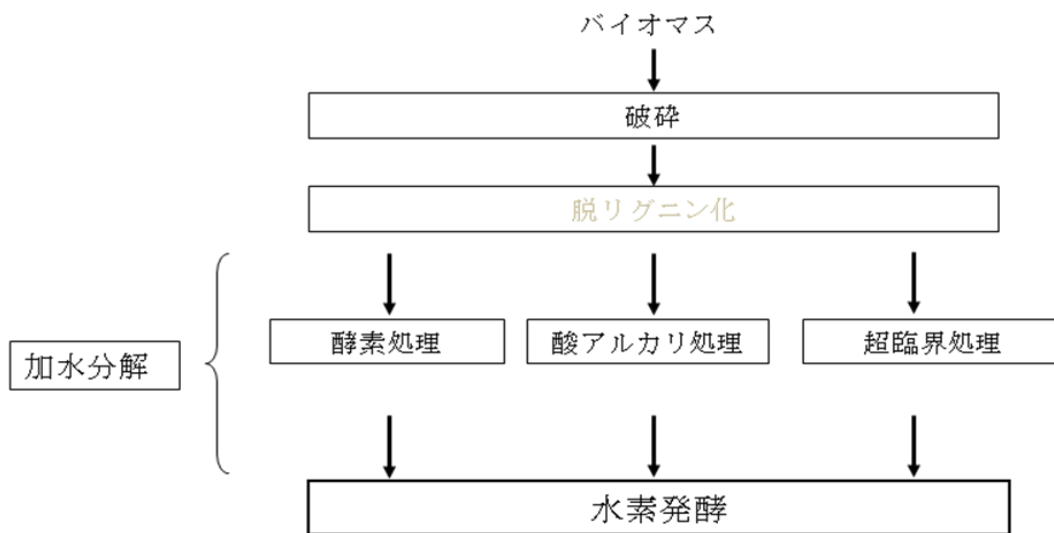 バイオマス
破砕
脱リグニン化
酵素処理
酸アルカリ処理
超臨界処理
加水分解
水素発酵